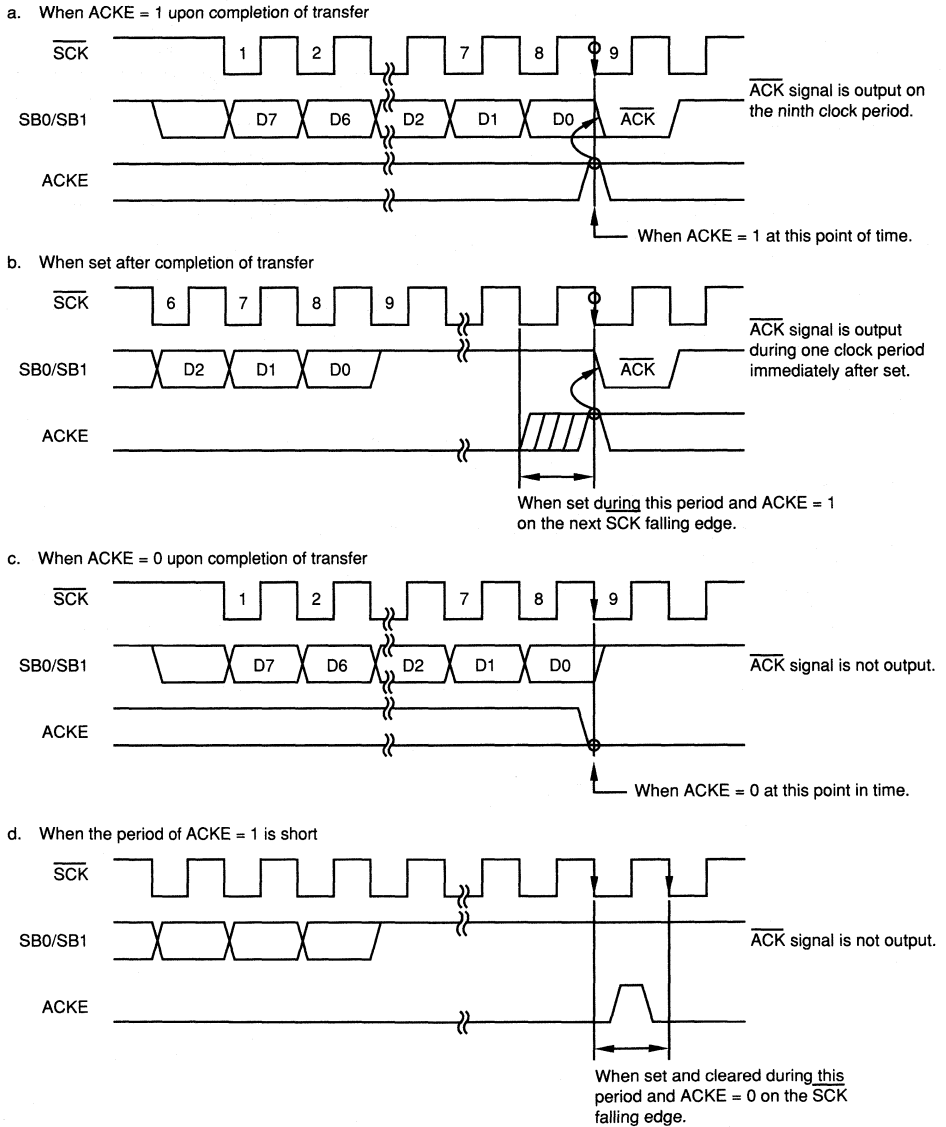 a. When ACKE = 1 upon completion of transfer
SCK
1 2 7 8 9
SB0/SB1
D7 D6 D2 D1 D0 ACK
ACKE
ACK signal is output on
the ninth clock period.
When ACKE = 1 at this point of time.
b. When set after completion of transfer
SCK
6 7 8 9
SB0/SB1
D2 D1 D0 ACK
ACKE
ACK signal is output
during one clock period
immediately after set.
When set during this period and ACKE = 1
on the next SCK falling edge.
c. When ACKE = 0 upon completion of transfer
SCK
1 2 7 8 9
SB0/SB1
D7 D6 D2 D1 D0
ACK signal is not output.
ACKE
When ACKE = 0 at this point in time.
d. When the period of ACKE = 1 is short
SCK
SB0/SB1
ACK signal is not output.
ACKE
When set and cleared during this
period and ACKE = 0 on the SCK
falling edge.